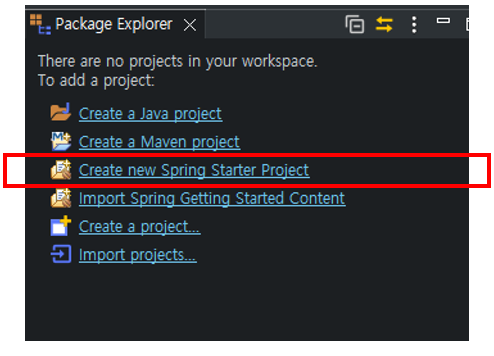 Package Explorer
There are no projects in your workspace.
To add a project:
Create a Java project
Create a Maven project
Create new Spring Starter Project
Import Spring Getting Started Content
Create a project...
Import projects...